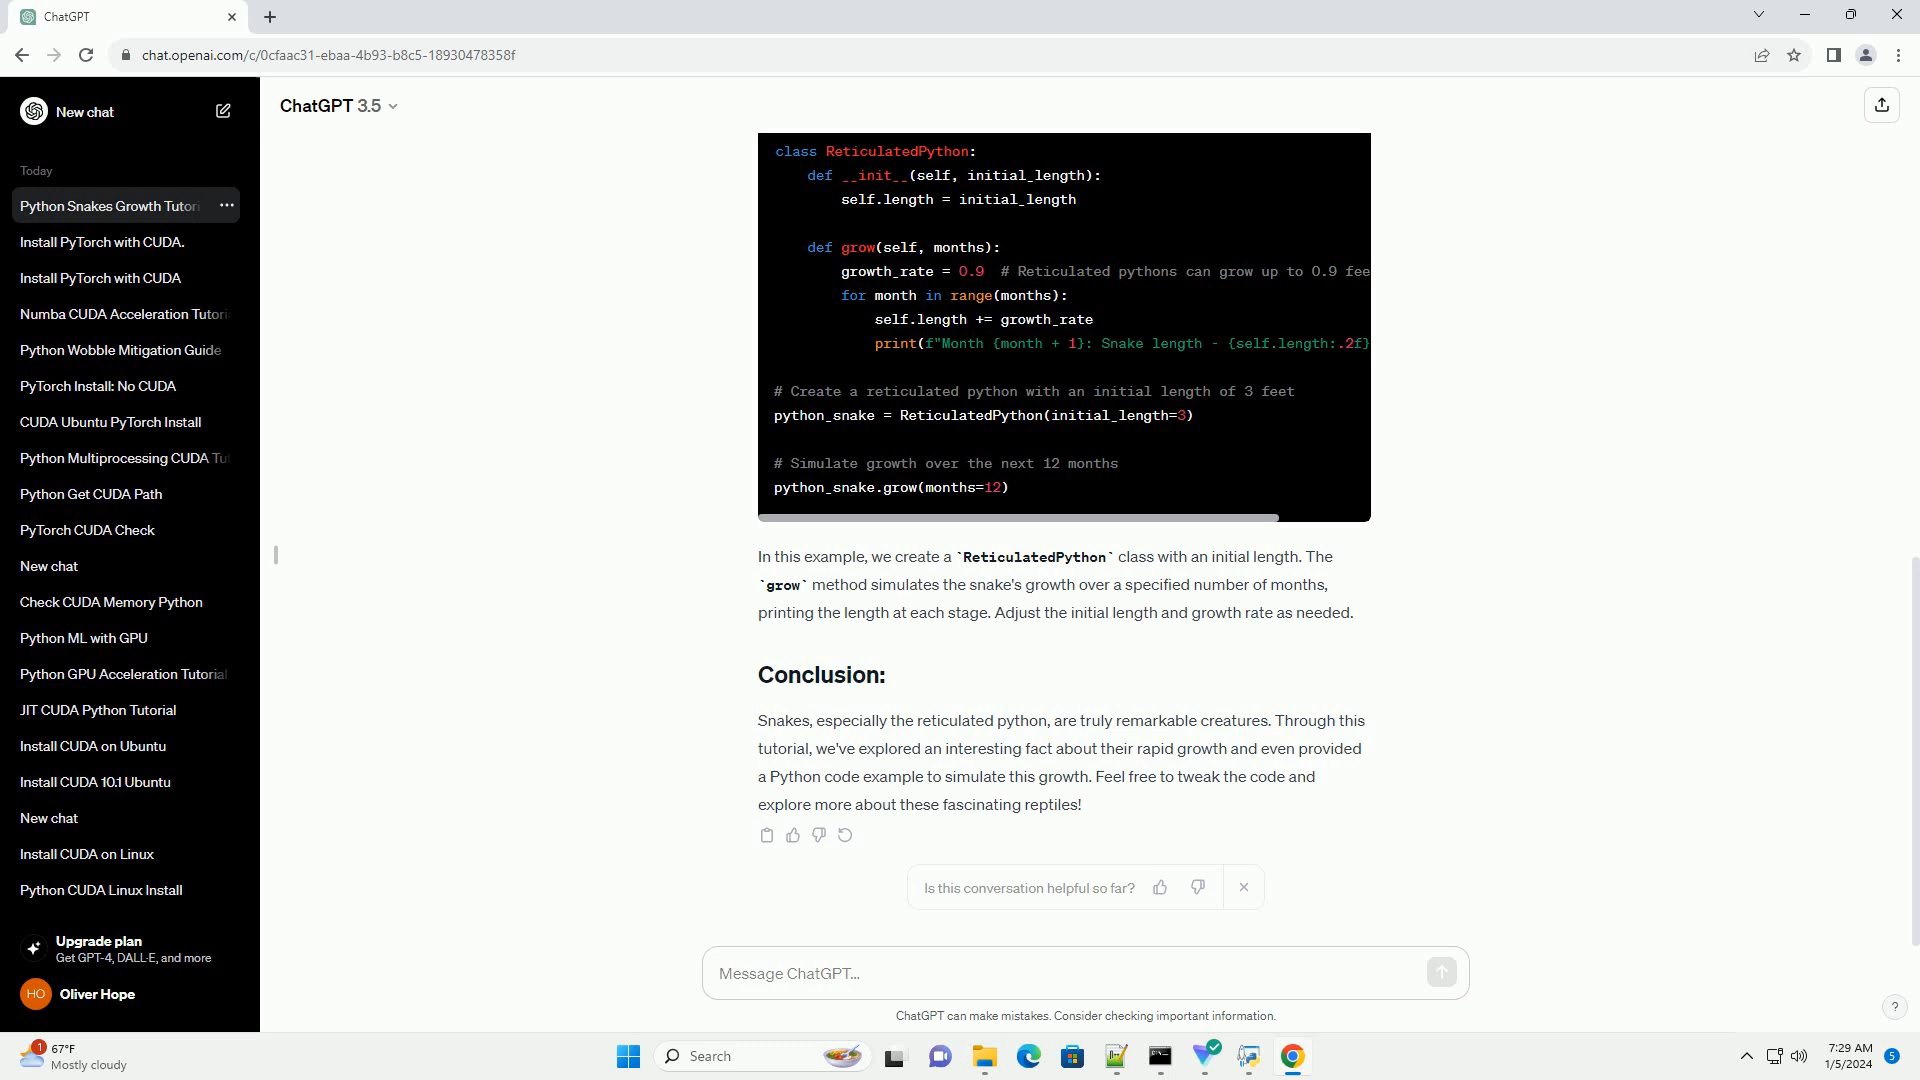 ChatGPT
chat.openai.com/c/0cfaac31-ebaa-4b93-b8c5-18930478358f
New chat
ChatGPT 3.5
Today
Python Snakes Growth Tutori
Install PyTorch with CUDA.
Install PyTorch with CUDA
Numba CUDA Acceleration Tutori
Python Wobble Mitigation Guide
PyTorch Install: No CUDA
CUDA Ubuntu PyTorch Install
Python Multiprocessing CUDA Tut
Python Get CUDA Path
PyTorch CUDA Check
New chat
Check CUDA Memory Python
Python ML with GPU
Python GPU Acceleration Tutorial
JIT CUDA Python Tutorial
Install CUDA on Ubuntu
Install CUDA 10.1 Ubuntu
New chat
Install CUDA on Linux
Python CUDA Linux Install
Upgrade plan
Get GPT-4, DALL·E, and more
HO
Oliver Hope
class ReticulatedPython:
def __init__(self, initial_length):
self.length = initial_length
def grow(self, months):
growth_rate = 0.9 # Reticulated pythons can grow up to 0.9 fee
for month in range(months):
self.length += growth_rate
print(f"Month {month + 1}: Snake length - {self.length:.2f}
# Create a reticulated python with an initial length of 3 feet
python_snake = ReticulatedPython(initial_length=3)
# Simulate growth over the next 12 months
python_snake.grow(months=12)
In this example, we create a `ReticulatedPython` class with an initial length. The
`grow` method simulates the snake's growth over a specified number of months,
printing the length at each stage. Adjust the initial length and growth rate as needed.
Conclusion:
Snakes, especially the reticulated python, are truly remarkable creatures. Through this
tutorial, we've explored an interesting fact about their rapid growth and even provided
a Python code example to simulate this growth. Feel free to tweak the code and
explore more about these fascinating reptiles!
Is this conversation helpful so far?
Message ChatGPT...
ChatGPT can make mistakes. Consider checking important information.
?
1
67°F
Mostly cloudy
Search
7:29 AM
1/5/2024
5